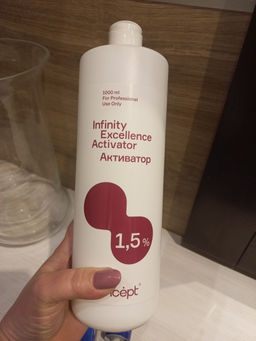 1000 ml
For Professional
Use Only
Infinity
Excellence
Activator
Активатор
1,5%